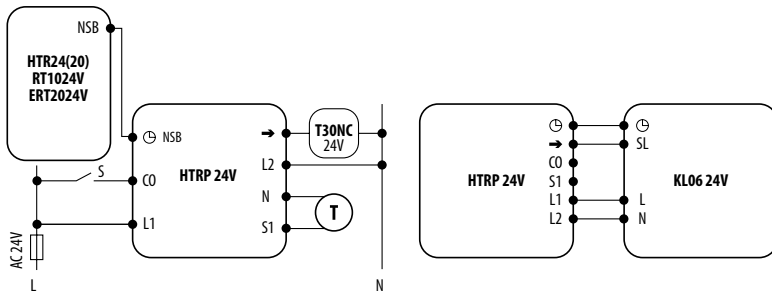 NSB
HTR24(20)
RT1024V
ERT2024V
NSB
S
CO
L1
AC 24V
L
HTRP 24V
➔
L2
N
S1
T30NC
24V
T
N
HTRP 24V
➔
CO
S1
L1
L2
SL
L
N
KL06 24V